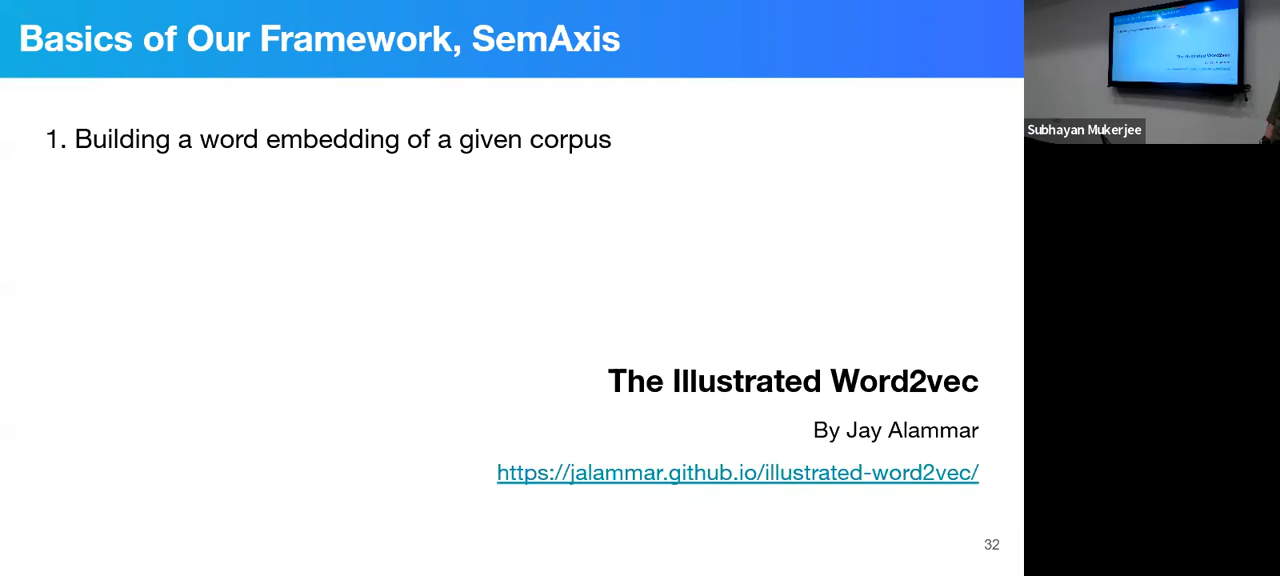 Basics of Our Framework, SemAxis
1. Building a word embedding of a given corpus
The Illustrated Word2vec
By Jay Alammar
https://jalammar.github.io/illustrated-word2vec/
32
Subhayan Mukerjee